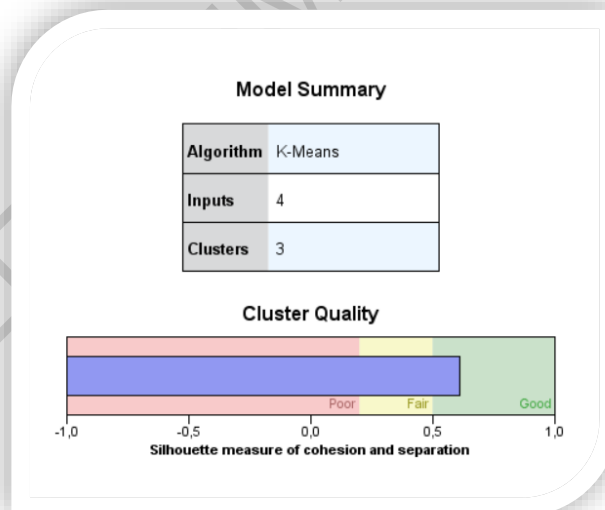 Model Summary
Algorithm K-Means
Inputs 4
Clusters 3
Cluster Quality
Poor Fair Good
-1,0 -0,5 0,0 0,5 1,0
Silhouette measure of cohesion and separation